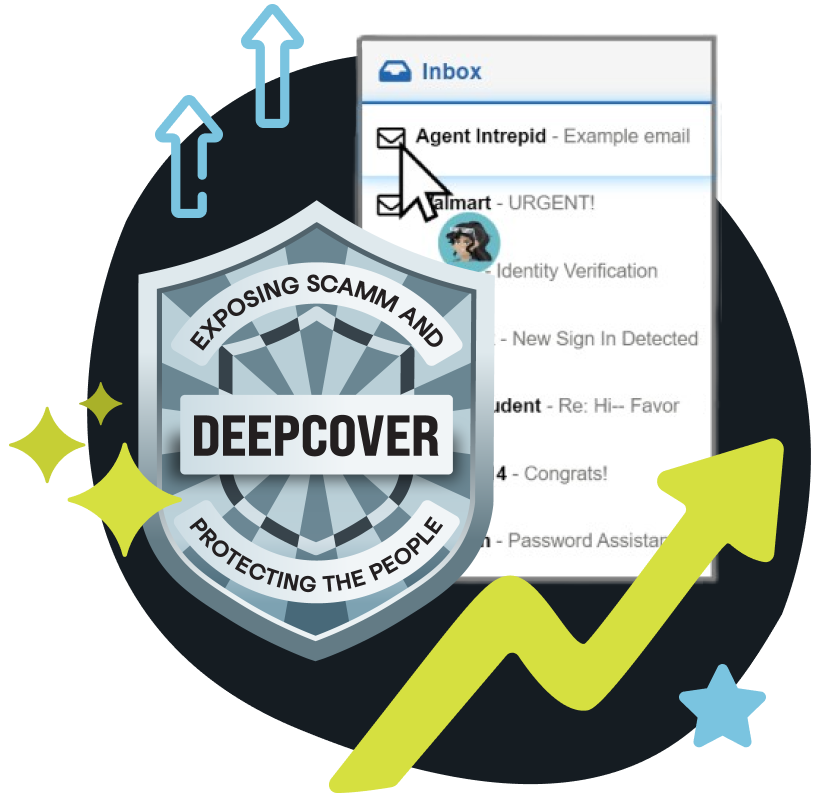 Inbox
Agent Intrepid - Example email
almart - URGENT!
- Identity Verification
- New Sign In Detected
udent - Re: Hi-- Favor
4 - Congrats!
n - Password Assistan
EXPOSING SCAMM AND
DEEPCOVER
PROTECTING THE PEOPLE